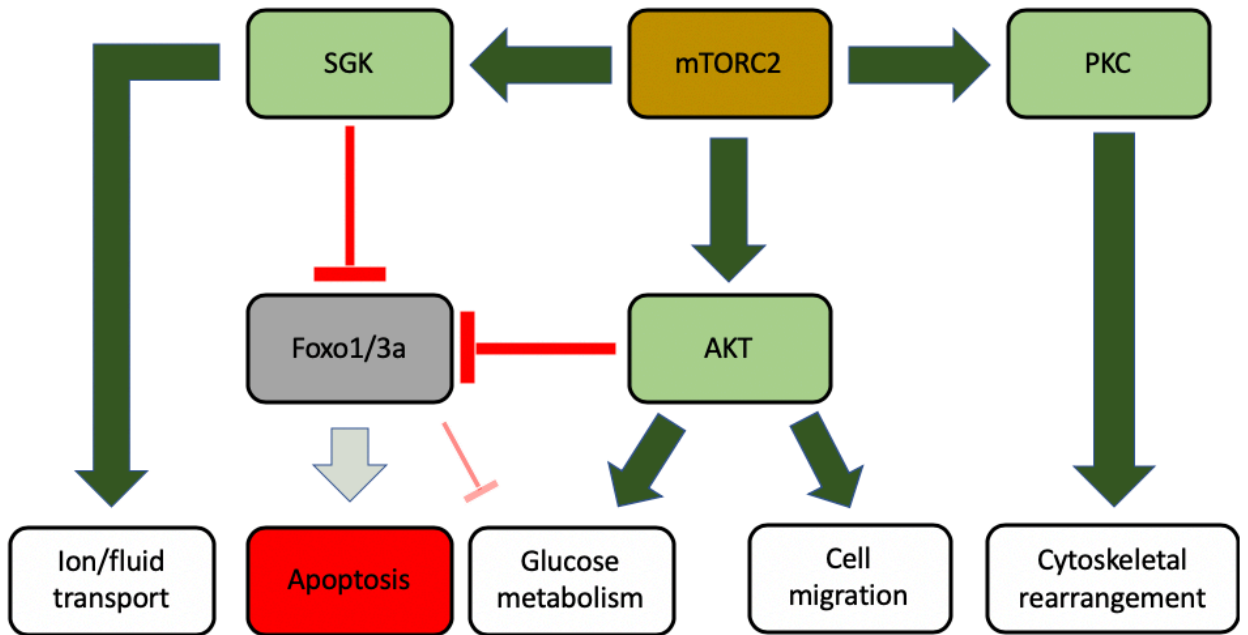 SGK
mTORC2
PKC
Foxo1/3a
AKT
Ion/fluid
transport
Apoptosis
Glucose
metabolism
Cell
migration
Cytoskeletal
rearrangement